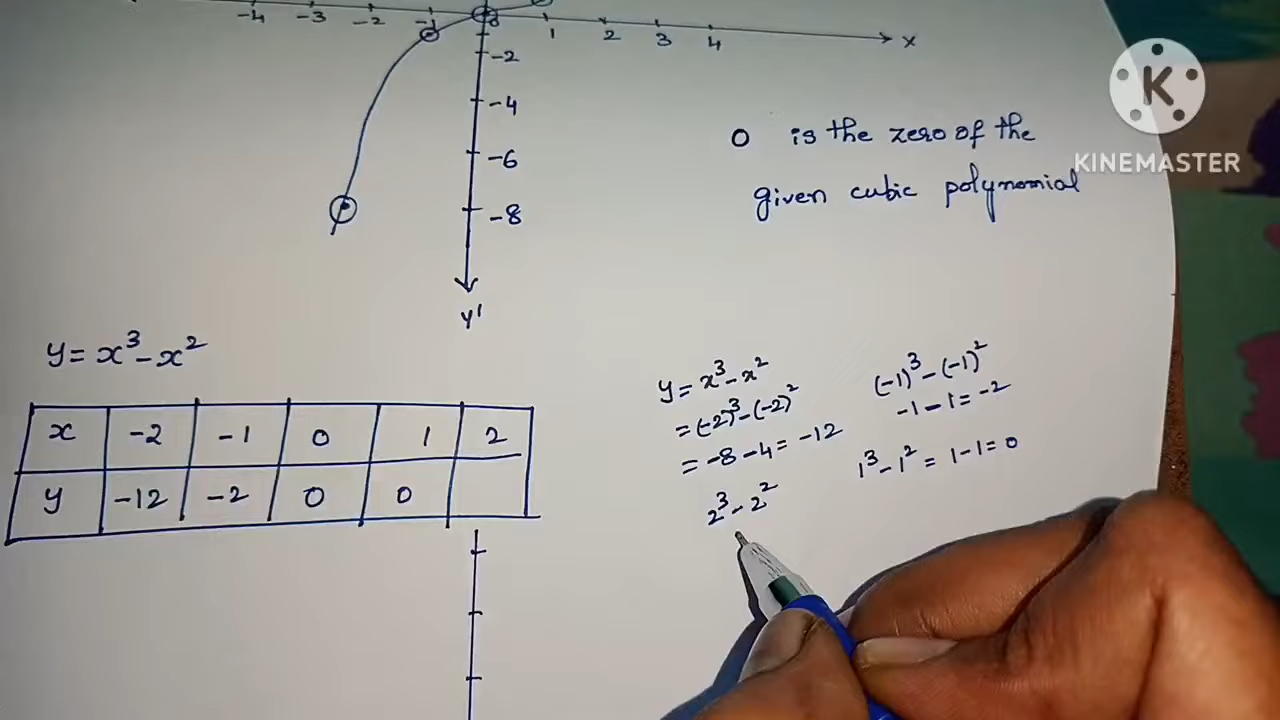 -4 -3 -2 -1 0 1 2 3 4 x
-2
-4
-6
-8
y'
K
KINEMASTER
0 is the zero of the
given cubic polynomial
y = x³ - x²
x -2 -1 0 1 2
y -12 -2 0 0
y = x³ - x²
= (-2)³ - (-2)²
= -8 - 4 = -12
2³ - 2²
(-1)³ - (-1)²
-1 - 1 = -2
1³ - 1² = 1 - 1 = 0